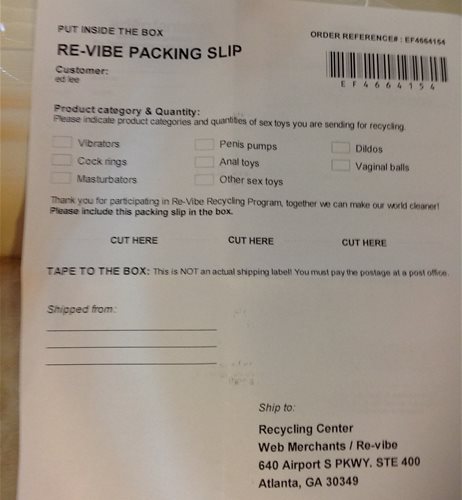 PUT INSIDE THE BOX
ORDER REFERENCE# : EF4664154
RE-VIBE PACKING SLIP
EF4664154
Customer:
ed lee
Product category & Quantity:
Please indicate product categories and quantities of sex toys you are sending for recycling.
Vibrators Penis pumps Dildos
Cock rings Anal toys Vaginal balls
Masturbators Other sex toys
Thank you for participating in Re-Vibe Recycling Program, together we can make our world cleaner!
Please include this packing slip in the box.
CUT HERE CUT HERE CUT HERE
TAPE TO THE BOX: This is NOT an actual shipping label! You must pay the postage at a post office.
Shipped from:
Ship to:
Recycling Center
Web Merchants / Re-vibe
640 Airport S PKWY. STE 400
Atlanta, GA 30349